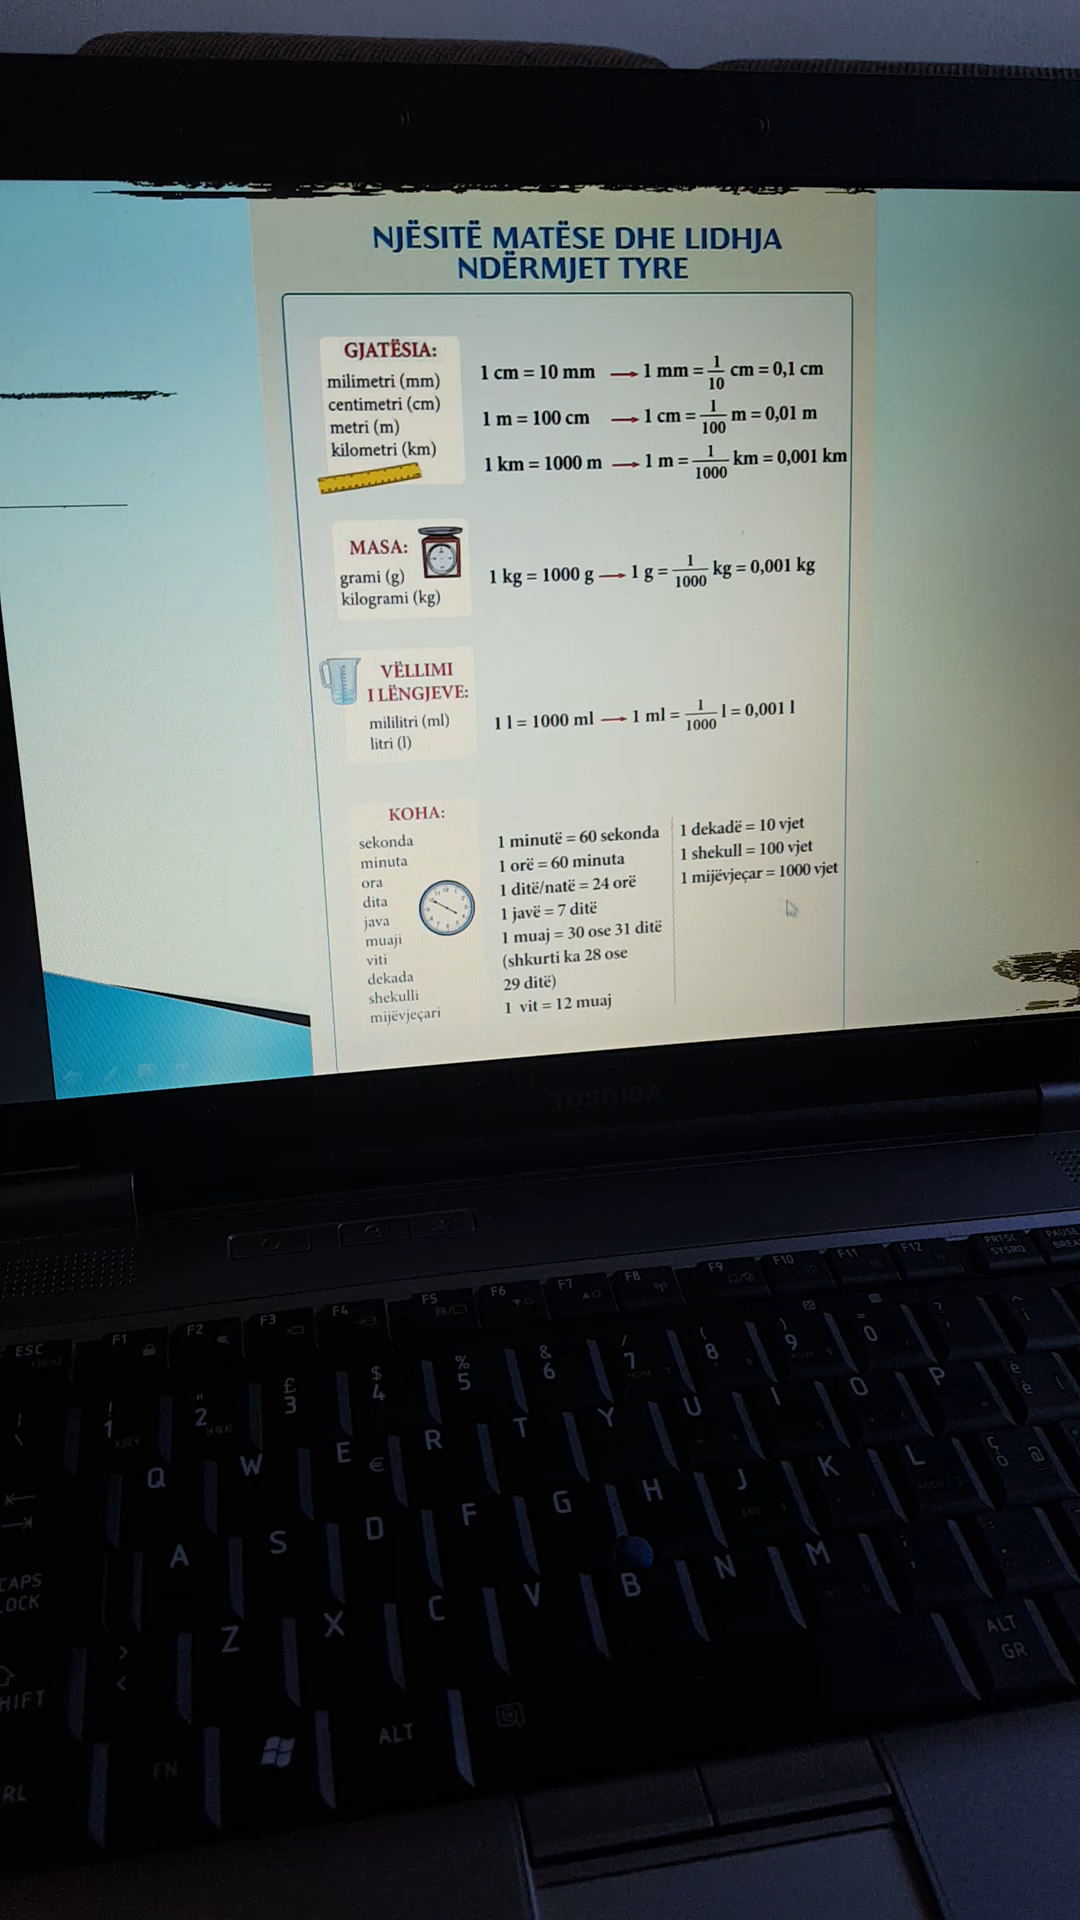 NJËSITË MATËSE DHE LIDHJA
NDËRMJET TYRE
GJATËSIA:
milimetri (mm)
centimetri (cm)
metri (m)
kilometri (km)
1 cm = 10 mm → 1 mm = 1/10 cm = 0,1 cm
1 m = 100 cm → 1 cm = 1/100 m = 0,01 m
1 km = 1000 m → 1 m = 1/1000 km = 0,001 km
MASA:
grami (g)
kilogrami (kg)
1 kg = 1000 g → 1 g = 1/1000 kg = 0,001 kg
VËLLIMI
I LËNGJEVE:
mililitri (ml)
litri (l)
1 l = 1000 ml → 1 ml = 1/1000 l = 0,001 l
KOHA:
sekonda
minuta
ora
dita
java
muaji
viti
dekada
shekulli
mijëvjeçari
1 minutë = 60 sekonda
1 orë = 60 minuta
1 ditë/natë = 24 orë
1 javë = 7 ditë
1 muaj = 30 ose 31 ditë
(shkurti ka 28 ose
29 ditë)
1 vit = 12 muaj
1 dekadë = 10 vjet
1 shekull = 100 vjet
1 mijëvjeçar = 1000 vjet
TOSHIBA
ESC F1 F2 F3 F4 F5 F6 F7 F8 F9 F10 F11 F12 PRTSC SYSRQ PAUSE
! 1 " 2 £ 3 $ 4 % 5 & 6 / 7 ( 8 ) 9 = 0 ? ' ^ ì
Q W E € R T Y U I O P é è
CAPS LOCK A S D F G H J K L ç ò @
> < Z X C V B N M
FN ALT ALT GR